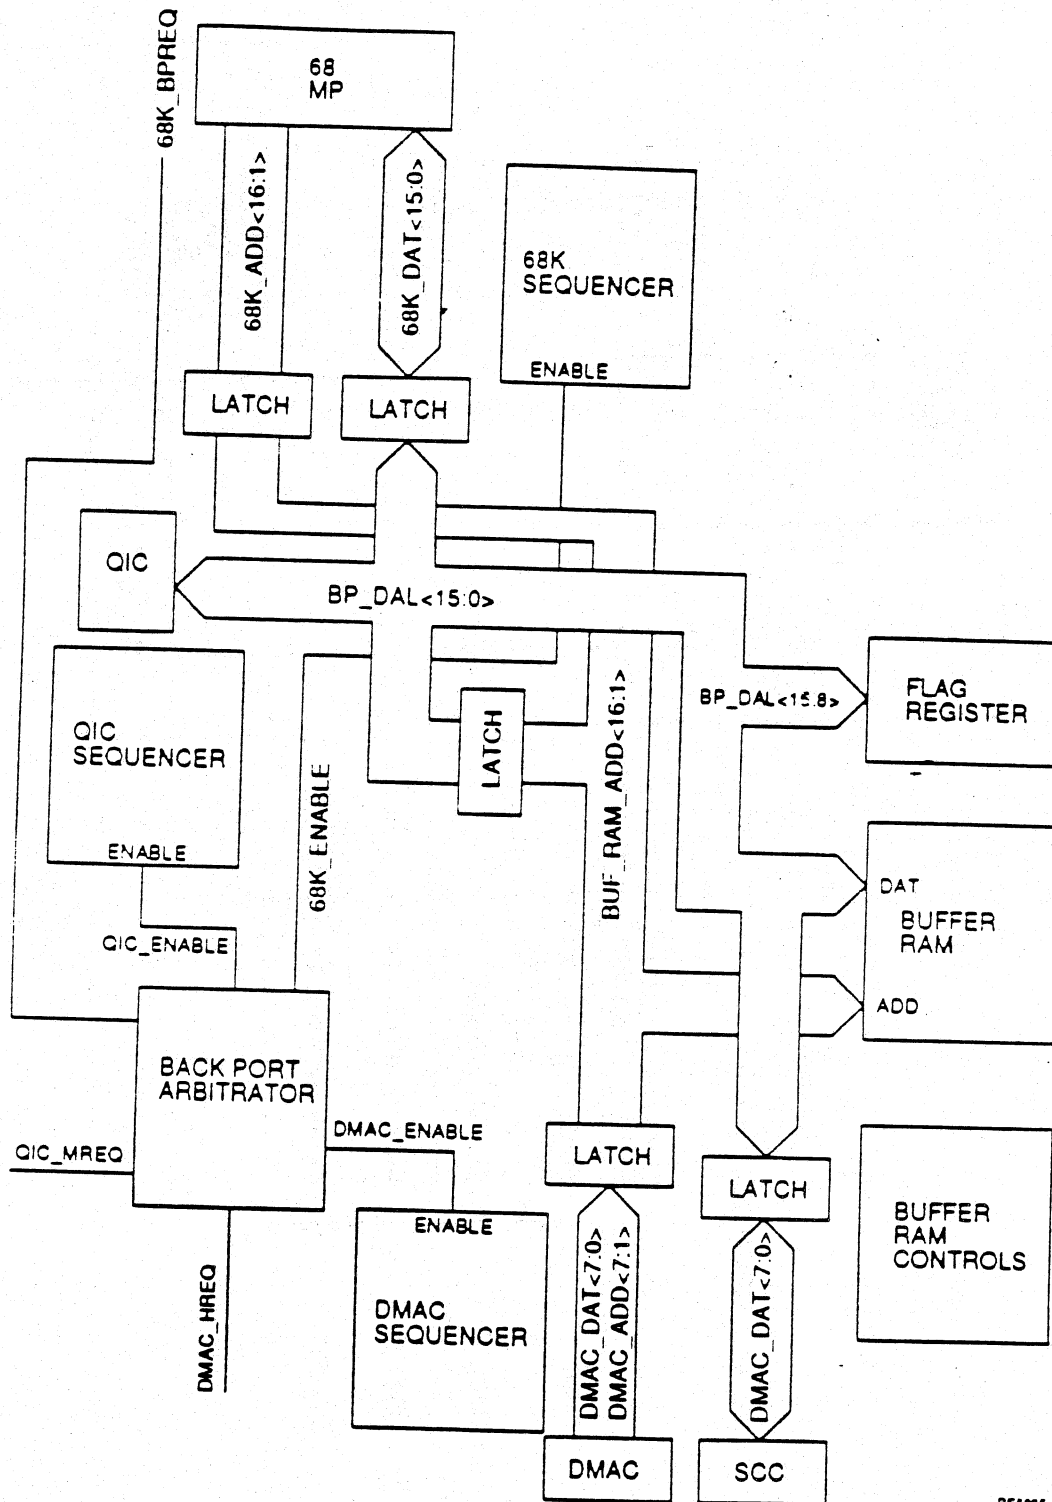 68K_BPREQ
68
MP
68K_ADD<16:1>
68K_DAT<15:0>
68K
SEQUENCER
ENABLE
LATCH
LATCH
QIC
BP_DAL<15:0>
QIC
SEQUENCER
ENABLE
QIC_ENABLE
68K_ENABLE
LATCH
BUF_RAM_ADD<16:1>
BP_DAL<15:8>
FLAG
REGISTER
DAT
BUFFER
RAM
ADD
BACK PORT
ARBITRATOR
DMAC_ENABLE
QIC_MREQ
DMAC_HREQ
ENABLE
DMAC
SEQUENCER
LATCH
DMAC_DAT<7:0>
DMAC_ADD<7:1>
DMAC
LATCH
DMAC_DAT<7:0>
SCC
BUFFER
RAM
CONTROLS